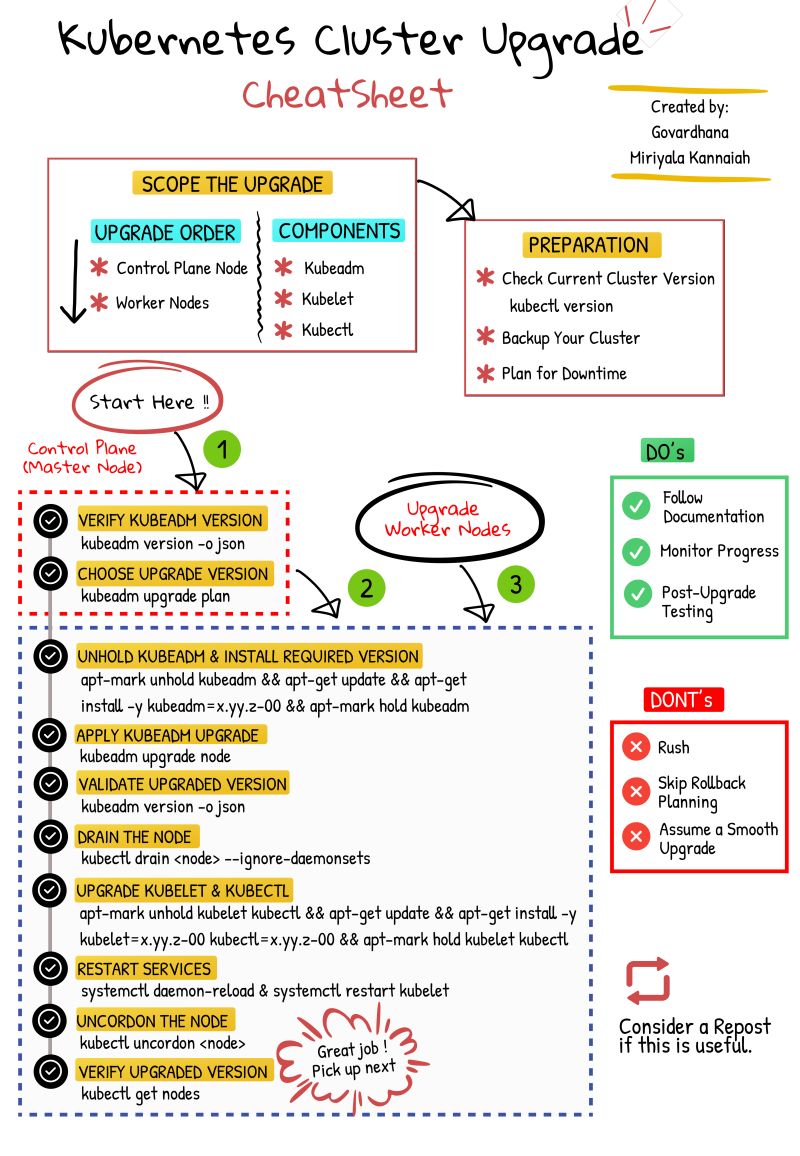 Kubernetes Cluster Upgrade
CheatSheet
Created by:
Govardhana
Miriyala Kannaiah
SCOPE THE UPGRADE
UPGRADE ORDER
Control Plane Node
Worker Nodes
COMPONENTS
Kubeadm
Kubelet
Kubectl
PREPARATION
Check Current Cluster Version
kubectl version
Backup Your Cluster
Plan for Downtime
Start Here !!
1
Control Plane
(Master Node)
VERIFY KUBEADM VERSION
kubeadm version -o json
CHOOSE UPGRADE VERSION
kubeadm upgrade plan
2
Upgrade
Worker Nodes
3
UNHOLD KUBEADM & INSTALL REQUIRED VERSION
apt-mark unhold kubeadm && apt-get update && apt-get
install -y kubeadm=x.yy.z-00 && apt-mark hold kubeadm
APPLY KUBEADM UPGRADE
kubeadm upgrade node
VALIDATE UPGRADED VERSION
kubeadm version -o json
DRAIN THE NODE
kubectl drain <node> --ignore-daemonsets
UPGRADE KUBELET & KUBECTL
apt-mark unhold kubelet kubectl && apt-get update && apt-get install -y
kubelet=x.yy.z-00 kubectl=x.yy.z-00 && apt-mark hold kubelet kubectl
RESTART SERVICES
systemctl daemon-reload & systemctl restart kubelet
UNCORDON THE NODE
kubectl uncordon <node>
VERIFY UPGRADED VERSION
kubectl get nodes
Great job !
Pick up next
DO's
Follow
Documentation
Monitor Progress
Post-Upgrade
Testing
DONT's
Rush
Skip Rollback
Planning
Assume a Smooth
Upgrade
Consider a Repost
if this is useful.